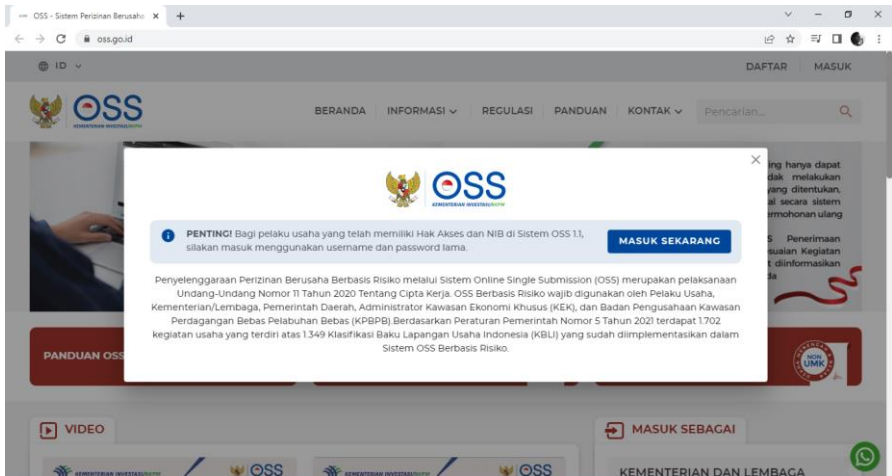 OSS - Sistem Perizinan Berusaha
oss.go.id
ID
DAFTAR
MASUK
OSS
KEMENTERIAN INVESTASI/BKPM
BERANDA
INFORMASI
REGULASI
PANDUAN
KONTAK
Pencarian...
ing hanya dapat
dak melakukan
yang ditentukan,
al secara sistem
ermohonan ulang
S Penerimaan
suaian Kegiatan
t diinformasikan
da
OSS
KEMENTERIAN INVESTASI/BKPM
PENTING! Bagi pelaku usaha yang telah memiliki Hak Akses dan NIB di Sistem OSS 1.1,
silakan masuk menggunakan username dan password lama.
MASUK SEKARANG
Penyelenggaraan Perizinan Berusaha Berbasis Risiko melalui Sistem Online Single Submission (OSS) merupakan pelaksanaan
Undang-Undang Nomor 11 Tahun 2020 Tentang Cipta Kerja. OSS Berbasis Risiko wajib digunakan oleh Pelaku Usaha,
Kementerian/Lembaga, Pemerintah Daerah, Administrator Kawasan Ekonomi Khusus (KEK), dan Badan Pengusahaan Kawasan
Perdagangan Bebas Pelabuhan Bebas (KPBPB).Berdasarkan Peraturan Pemerintah Nomor 5 Tahun 2021 terdapat 1.702
kegiatan usaha yang terdiri atas 1.349 Klasifikasi Baku Lapangan Usaha Indonesia (KBLI) yang sudah diimplementasikan dalam
Sistem OSS Berbasis Risiko.
PANDUAN OSS
NON
UMK
VIDEO
MASUK SEBAGAI
KEMENTERIAN INVESTASI/BKPM
OSS
KEMENTERIAN INVESTASI/BKPM
OSS
KEMENTERIAN DAN LEMBAGA